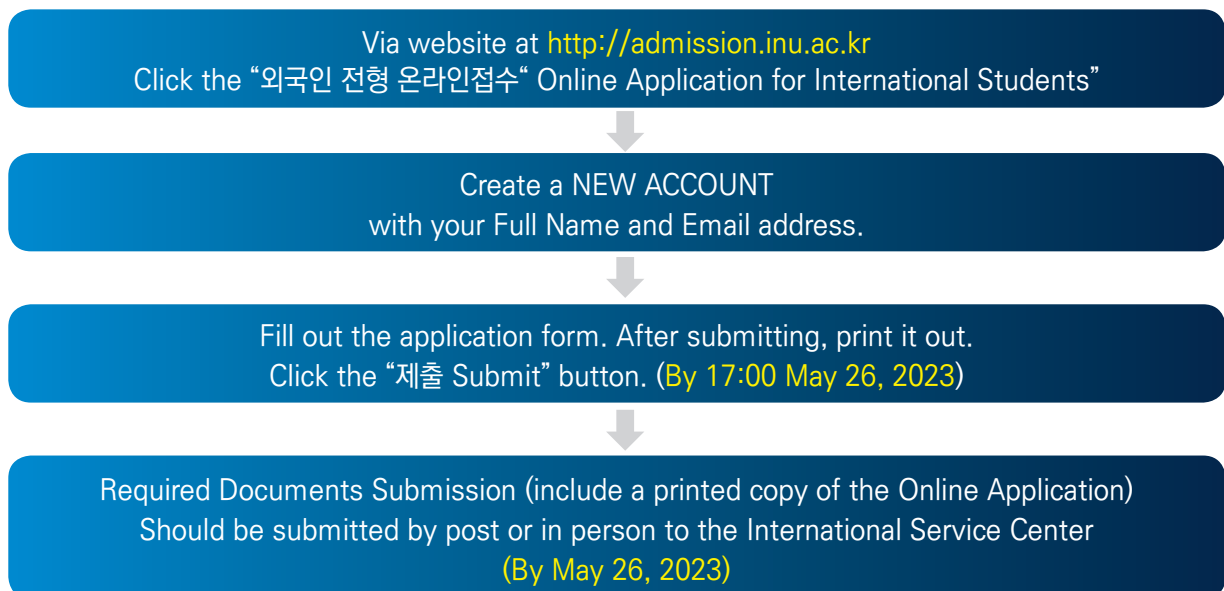 Via website at http://admission.inu.ac.kr
Click the “외국인 전형 온라인접수“ Online Application for International Students”
Create a NEW ACCOUNT
with your Full Name and Email address.
Fill out the application form. After submitting, print it out.
Click the “제출 Submit” button. (By 17:00 May 26, 2023)
Required Documents Submission (include a printed copy of the Online Application)
Should be submitted by post or in person to the International Service Center
(By May 26, 2023)